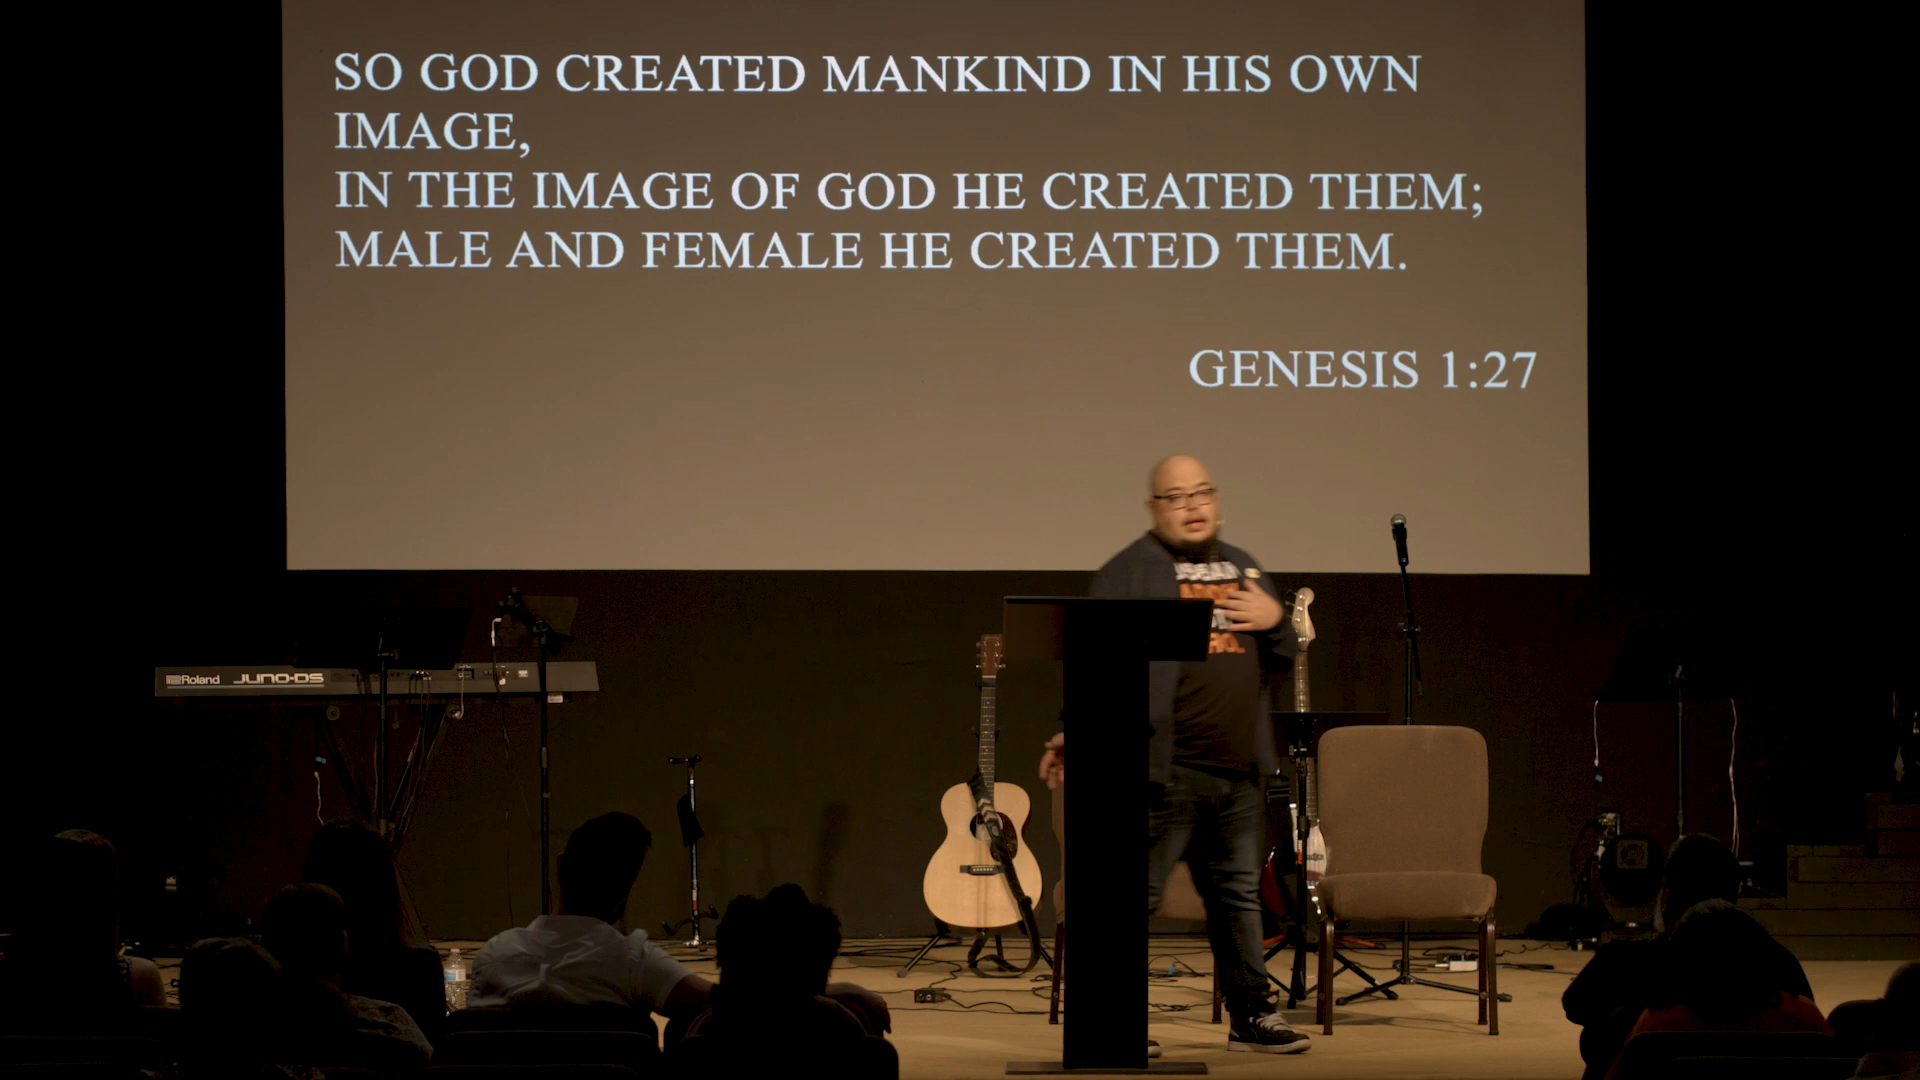 SO GOD CREATED MANKIND IN HIS OWN
IMAGE,
IN THE IMAGE OF GOD HE CREATED THEM;
MALE AND FEMALE HE CREATED THEM.
GENESIS 1:27
Roland JUNO-DS